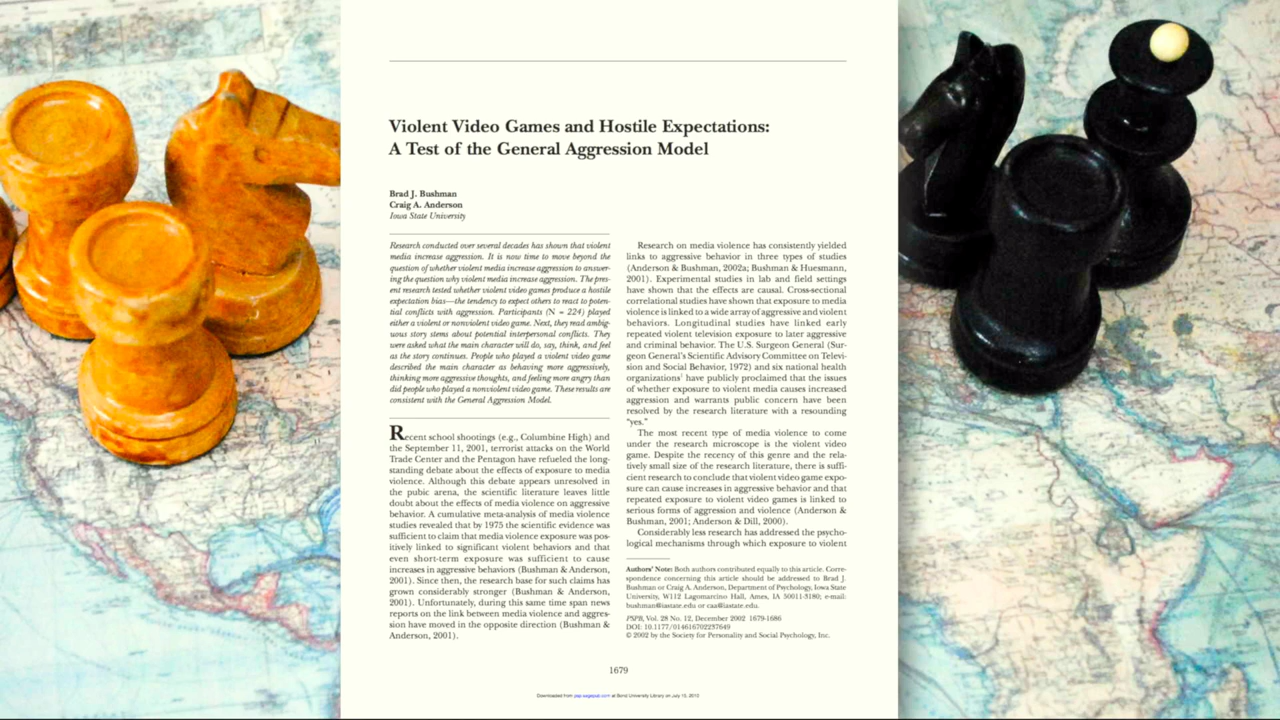 Violent Video Games and Hostile Expectations:
A Test of the General Aggression Model
Brad J. Bushman
Craig A. Anderson
Iowa State University
Research conducted over several decades has shown that violent
media increase aggression. It is now time to move beyond the
question of whether violent media increase aggression to answer-
ing the question why violent media increase aggression. The pres-
ent research tested whether violent video games produce a hostile
expectation bias—the tendency to expect others to react to poten-
tial conflicts with aggression. Participants (N = 224) played
either a violent or nonviolent video game. Next, they read ambig-
uous story stems about potential interpersonal conflicts. They
were asked what the main character will do, say, think, and feel
as the story continues. People who played a violent video game
described the main character as behaving more aggressively,
thinking more aggressive thoughts, and feeling more angry than
did people who played a nonviolent video game. These results are
consistent with the General Aggression Model.
Recent school shootings (e.g., Columbine High) and
the September 11, 2001, terrorist attacks on the World
Trade Center and the Pentagon have refueled the long-
standing debate about the effects of exposure to media
violence. Although this debate appears unresolved in
the pubic arena, the scientific literature leaves little
doubt about the effects of media violence on aggressive
behavior. A cumulative meta-analysis of media violence
studies revealed that by 1975 the scientific evidence was
sufficient to claim that media violence exposure was pos-
itively linked to significant violent behaviors and that
even short-term exposure was sufficient to cause
increases in aggressive behaviors (Bushman & Anderson,
2001). Since then, the research base for such claims has
grown considerably stronger (Bushman & Anderson,
2001). Unfortunately, during this same time span news
reports on the link between media violence and aggres-
sion have moved in the opposite direction (Bushman &
Anderson, 2001).
Research on media violence has consistently yielded
links to aggressive behavior in three types of studies
(Anderson & Bushman, 2002a; Bushman & Huesmann,
2001). Experimental studies in lab and field settings
have shown that the effects are causal. Cross-sectional
correlational studies have shown that exposure to media
violence is linked to a wide array of aggressive and violent
behaviors. Longitudinal studies have linked early
repeated violent television exposure to later aggressive
and criminal behavior. The U.S. Surgeon General (Sur-
geon General's Scientific Advisory Committee on Televi-
sion and Social Behavior, 1972) and six national health
organizations¹ have publicly proclaimed that the issues
of whether exposure to violent media causes increased
aggression and warrants public concern have been
resolved by the research literature with a resounding
“yes.”
The most recent type of media violence to come
under the research microscope is the violent video
game. Despite the recency of this genre and the rela-
tively small size of the research literature, there is suffi-
cient research to conclude that violent video game expo-
sure can cause increases in aggressive behavior and that
repeated exposure to violent video games is linked to
serious forms of aggression and violence (Anderson &
Bushman, 2001; Anderson & Dill, 2000).
Considerably less research has addressed the psycho-
logical mechanisms through which exposure to violent
Authors' Note: Both authors contributed equally to this article. Corre-
spondence concerning this article should be addressed to Brad J.
Bushman or Craig A. Anderson, Department of Psychology, Iowa State
University, W112 Lagomarcino Hall, Ames, IA 50011-3180; e-mail:
bushman@iastate.edu or caa@iastate.edu.
PSPB, Vol. 28 No. 12, December 2002 1679-1686
DOI: 10.1177/014616702237649
© 2002 by the Society for Personality and Social Psychology, Inc.
1679
Downloaded from psp.sagepub.com at Bond University Library on July 15, 2013